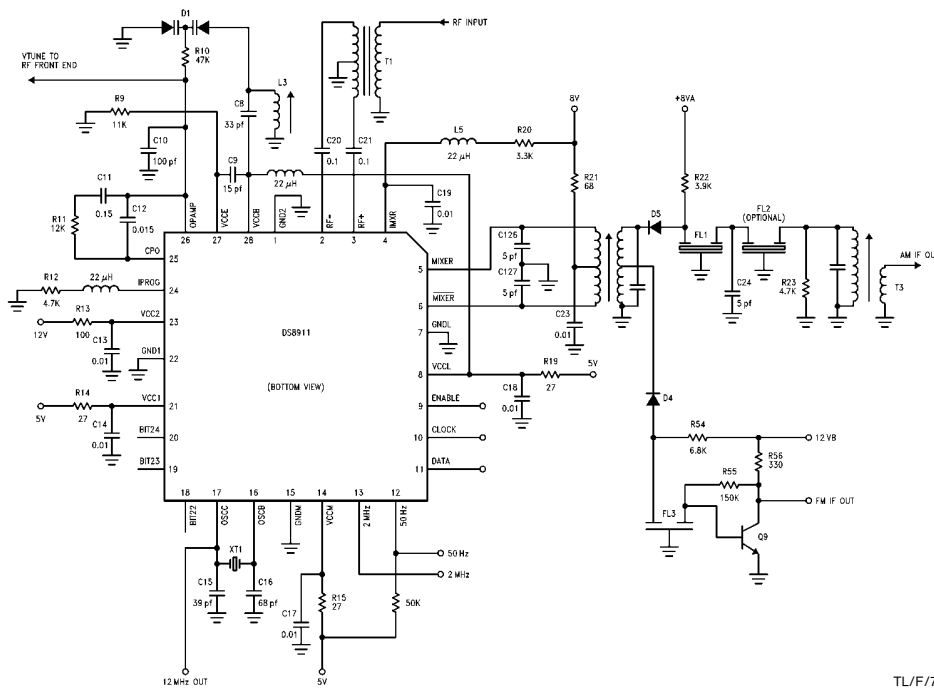 D1
RF INPUT
R10
47K
T1
VTUNE TO
RF FRONT END
L3
R9
11K
C8
33 pf
8V
+8VA
C10
100 pf
C20
0.1
C21
0.1
L5
22 μH
R20
3.3K
C9
15 pf
22 μH
R21
68
R22
3.9K
C11
0.15
C12
0.015
R11
12K
C19
0.01
D5
FL1
FL2
(OPTIONAL)
OPAMP
VCCE
VCCB
GND2
RF-
RF+
IMXR
26
27
28
1
2
3
4
CPO
25
MIXER
5
C126
5 pf
C127
5 pf
C24
5 pf
R23
4.7K
AM IF OU
T3
R12
4.7K
22 μH
IPROG
24
MIXER
6
R13
100
12V
VCC2
23
C13
0.01
DS8911
GNDL
7
C23
0.01
GND1
22
(BOTTOM VIEW)
VCCL
8
R19
27
5V
C18
0.01
R14
27
5V
VCC1
21
ENABLE
9
D4
C14
0.01
BIT24
20
CLOCK
10
R54
6.8K
12 VB
BIT23
19
DATA
11
R55
150K
R56
330
18
17
16
15
14
13
12
BIT22
OSCC
OSCB
GNDM
VCCM
2 MHz
50 Hz
FM IF OUT
FL3
Q9
XT1
50 Hz
2 MHz
C15
39 pf
C16
68 pf
C17
0.01
R15
27
50K
12 MHz OUT
5V
TL/F/7